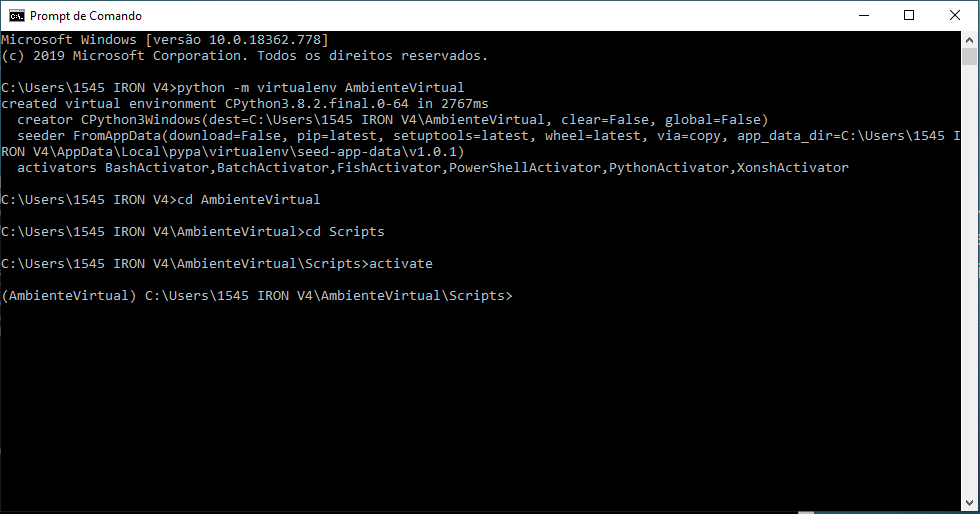 Prompt de Comando
Microsoft Windows [versão 10.0.18362.778]
(c) 2019 Microsoft Corporation. Todos os direitos reservados.
C:\Users\1545 IRON V4>python -m virtualenv AmbienteVirtual
created virtual environment CPython3.8.2.final.0-64 in 2767ms
  creator CPython3Windows(dest=C:\Users\1545 IRON V4\AmbienteVirtual, clear=False, global=False)
  seeder FromAppData(download=False, pip=latest, setuptools=latest, wheel=latest, via=copy, app_data_dir=C:\Users\1545 I
RON V4\AppData\Local\pypa\virtualenv\seed-app-data\v1.0.1)
  activators BashActivator,BatchActivator,FishActivator,PowerShellActivator,PythonActivator,XonshActivator
C:\Users\1545 IRON V4>cd AmbienteVirtual
C:\Users\1545 IRON V4\AmbienteVirtual>cd Scripts
C:\Users\1545 IRON V4\AmbienteVirtual\Scripts>activate
(AmbienteVirtual) C:\Users\1545 IRON V4\AmbienteVirtual\Scripts>